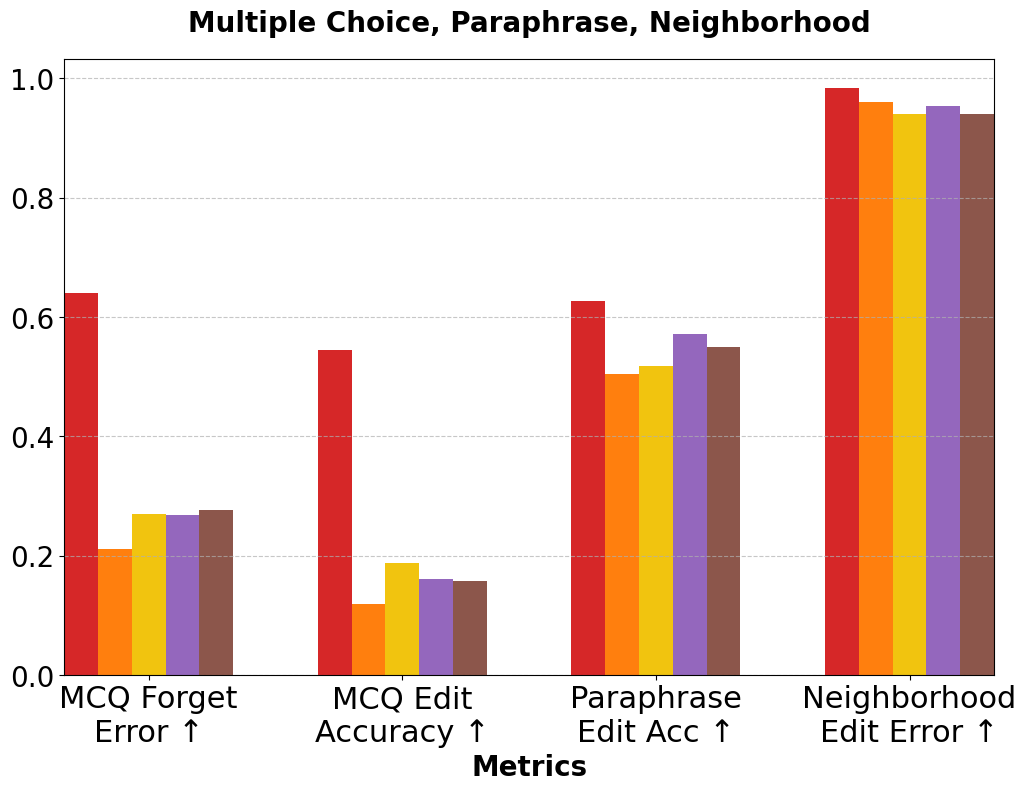 Multiple Choice, Paraphrase, Neighborhood
1.0
0.8
0.6
0.4
0.2
0.0
MCQ Forget
Error ↑
MCQ Edit
Accuracy ↑
Paraphrase
Edit Acc ↑
Neighborhood
Edit Error ↑
Metrics